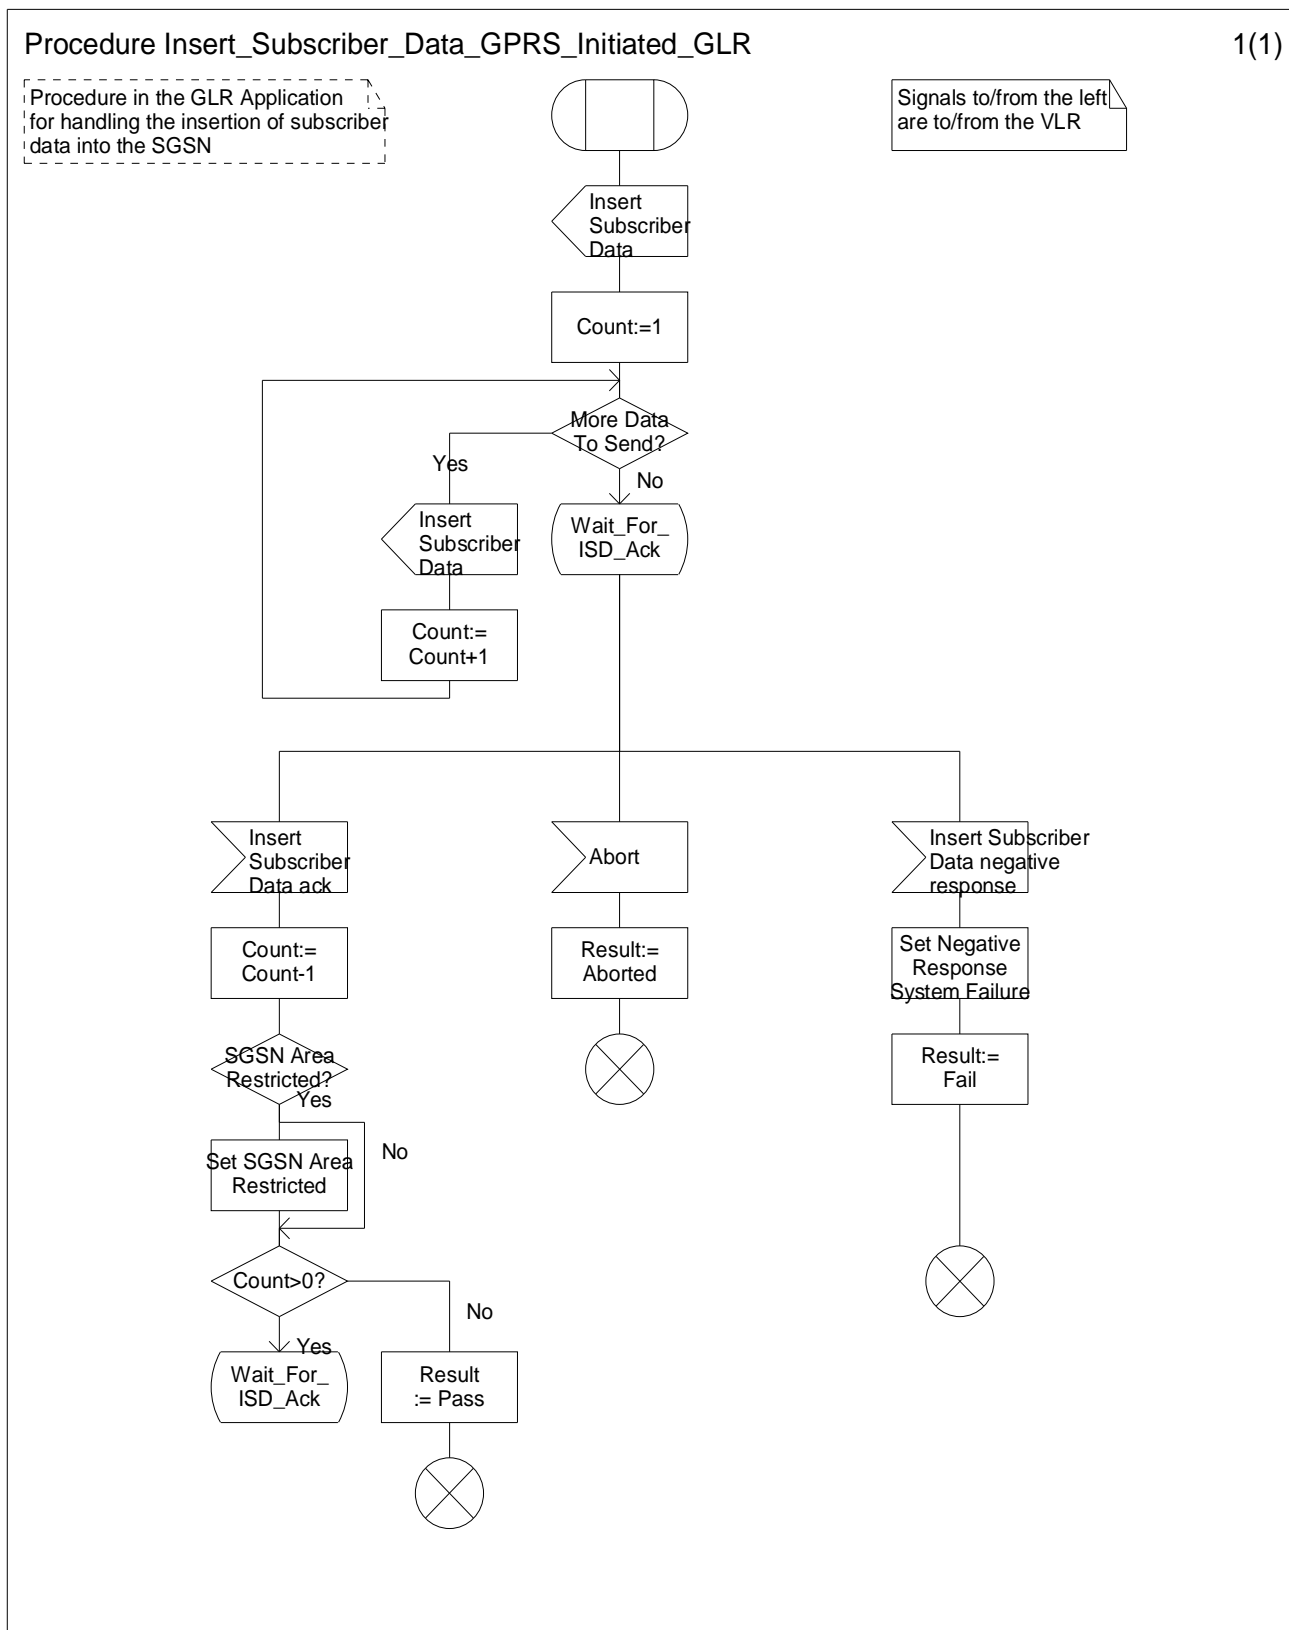 Procedure Insert_Subscriber_Data_GPRS_Initiated_GLR
1(1)
Procedure in the GLR Application
for handling the insertion of subscriber
data into the SGSN
Signals to/from the left
are to/from the VLR
Insert
Subscriber
Data
Count:=1
More Data
To Send?
Yes
No
Insert
Subscriber
Data
Wait_For_
ISD_Ack
Count:=
Count+1
Insert
Subscriber
Data ack
Abort
Insert Subscriber
Data negative
response
Count:=
Count-1
Result:=
Aborted
Set Negative
Response
System Failure
SGSN Area
Restricted?
Yes
No
Result:=
Fail
Set SGSN Area
Restricted
Count>0?
No
Yes
Wait_For_
ISD_Ack
Result
:= Pass